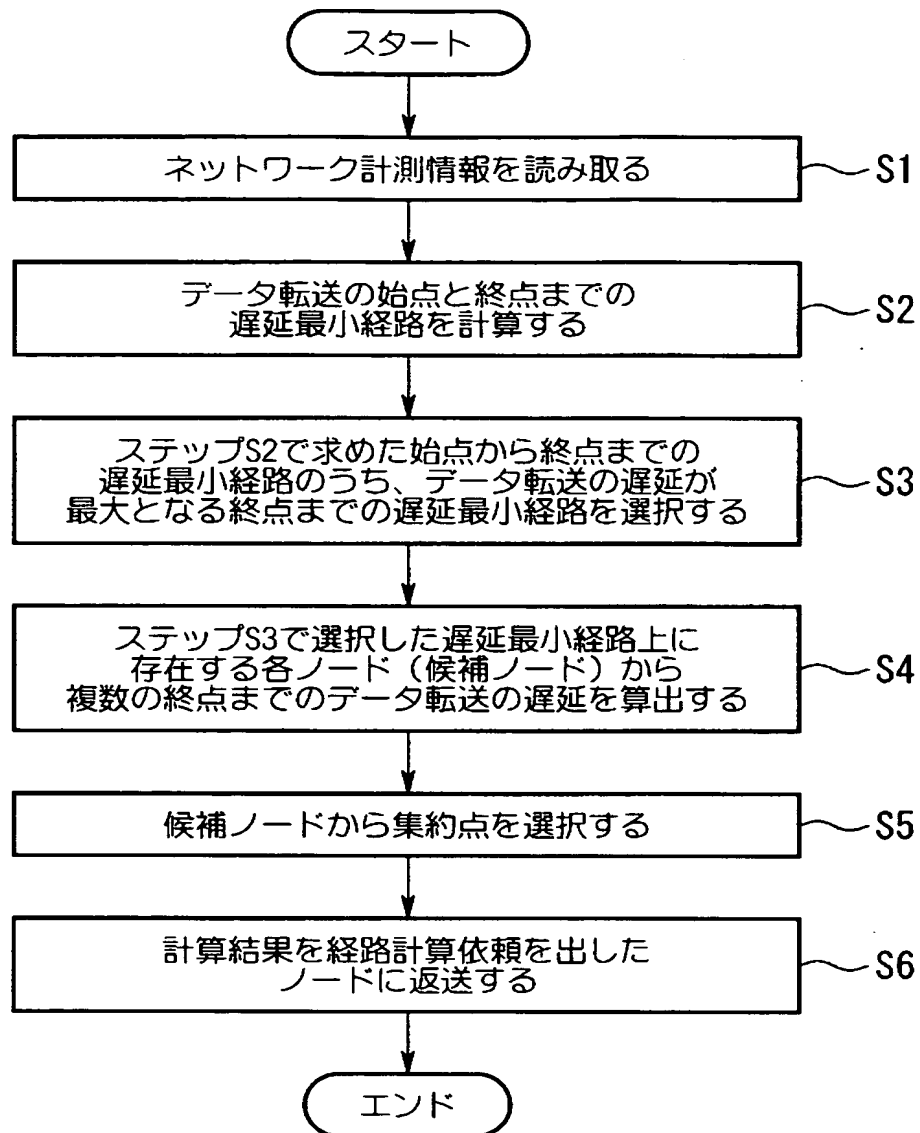 スタート
ネットワーク計測情報を読み取る
S1
データ転送の始点と終点までの
遅延最小経路を計算する
S2
ステップS2で求めた始点から終点までの
遅延最小経路のうち、データ転送の遅延が
最大となる終点までの遅延最小経路を選択する
S3
ステップS3で選択した遅延最小経路上に
存在する各ノード（候補ノード）から
複数の終点までのデータ転送の遅延を算出する
S4
候補ノードから集約点を選択する
S5
計算結果を経路計算依頼を出した
ノードに返送する
S6
エンド